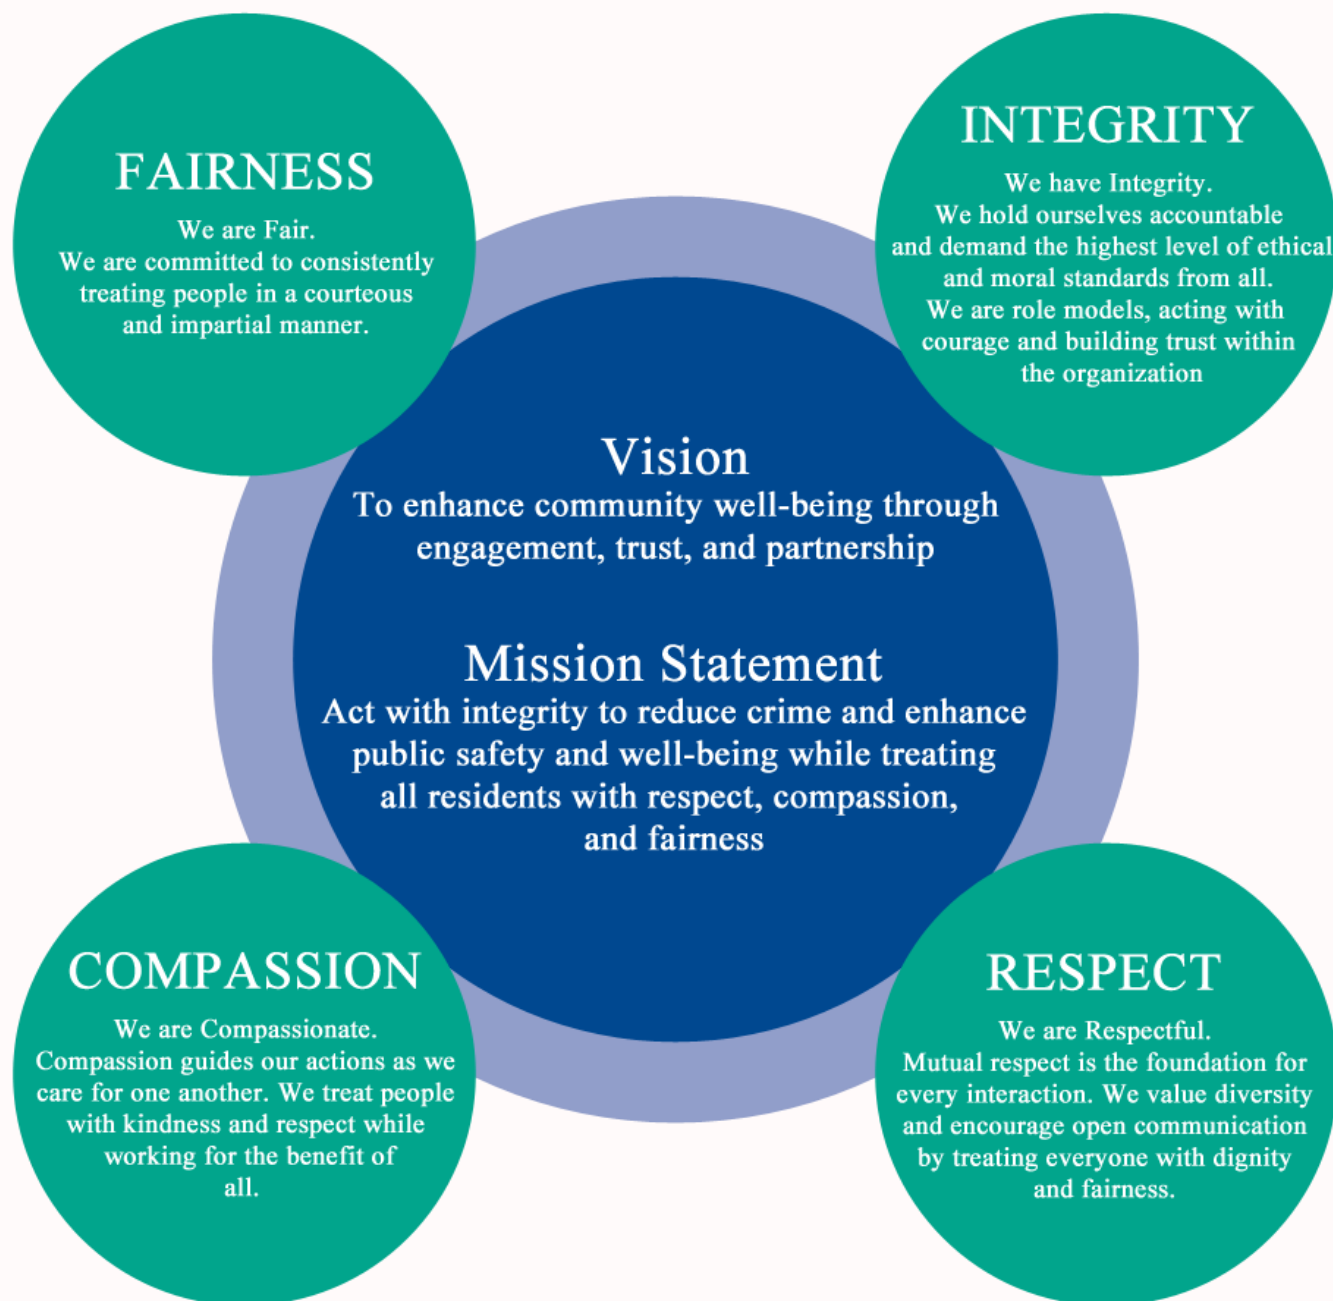 FAIRNESS
We are Fair.
We are committed to consistently
treating people in a courteous
and impartial manner.
INTEGRITY
We have Integrity.
We hold ourselves accountable
and demand the highest level of ethical
and moral standards from all.
We are role models, acting with
courage and building trust within
the organization
Vision
To enhance community well-being through
engagement, trust, and partnership
Mission Statement
Act with integrity to reduce crime and enhance
public safety and well-being while treating
all residents with respect, compassion,
and fairness
COMPASSION
We are Compassionate.
Compassion guides our actions as we
care for one another. We treat people
with kindness and respect while
working for the benefit of
all.
RESPECT
We are Respectful.
Mutual respect is the foundation for
every interaction. We value diversity
and encourage open communication
by treating everyone with dignity
and fairness.